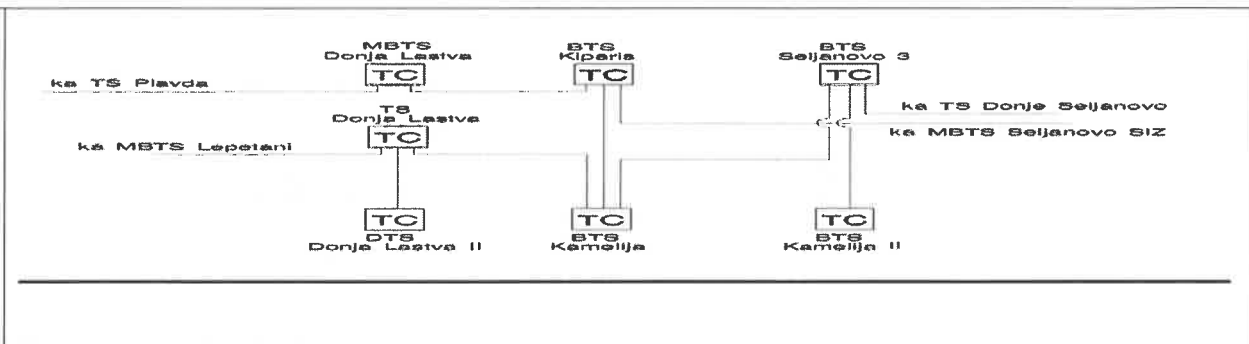 MBTS
Donja Lastva
TC
BTS
Kiparis
TC
BTS
Seljanovo 3
TC
ka TS Plavda
TS
Donja Lastva
TC
ka TS Donje Seljanovo
ka MBTS Seljanovo SIZ
ka MBTS Lepetani
TC
DTS
Donja Lastva II
TC
BTS
Kamelija
TC
BTS
Kamelija II